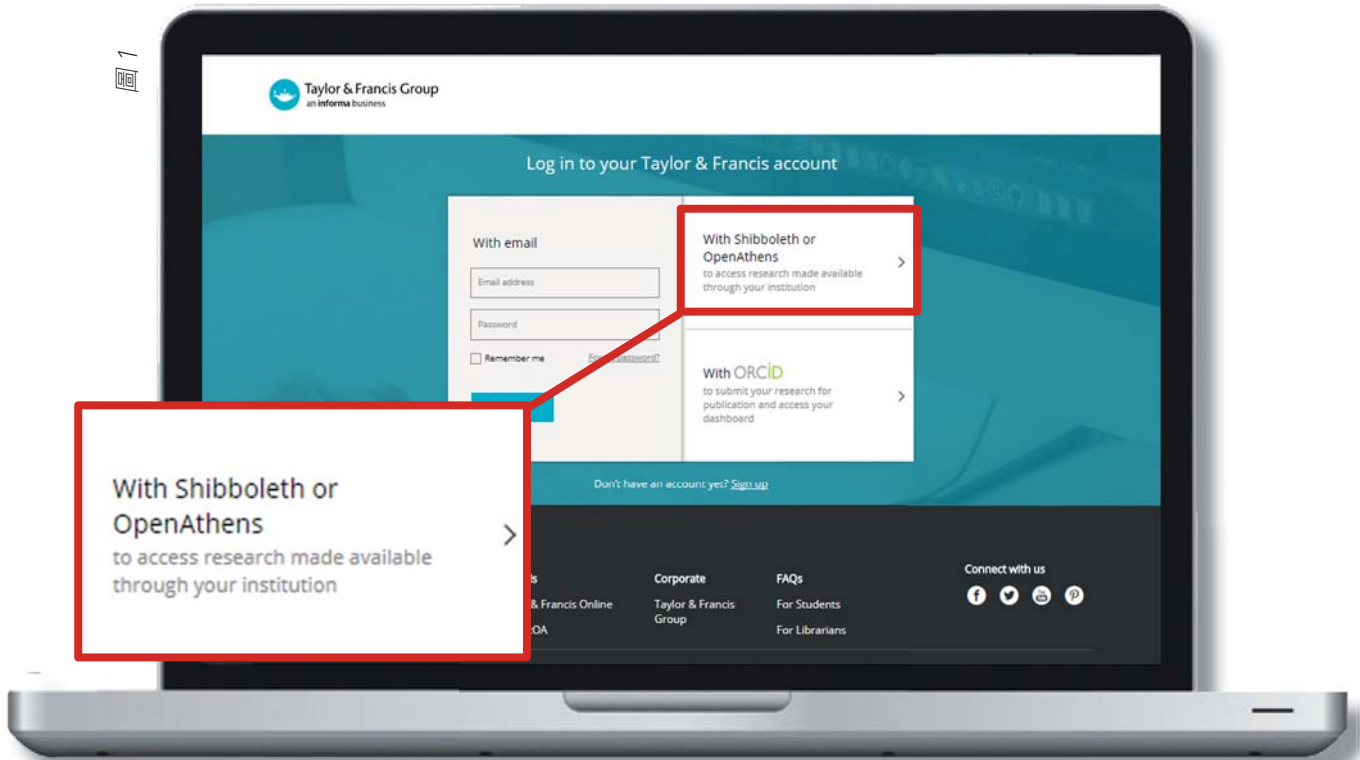 圖 1
Taylor & Francis Group
an informa business
Log in to your Taylor & Francis account
With email
Email address
Password
Remember me
With Shibboleth or
OpenAthens
to access research made available
through your institution
With ORCiD
to submit your research for
publication and access your
dashboard
Don't have an account yet? Sign up
With Shibboleth or
OpenAthens
to access research made available
through your institution
& Francis Online
OA
Corporate
Taylor & Francis
Group
FAQs
For Students
For Librarians
Connect with us